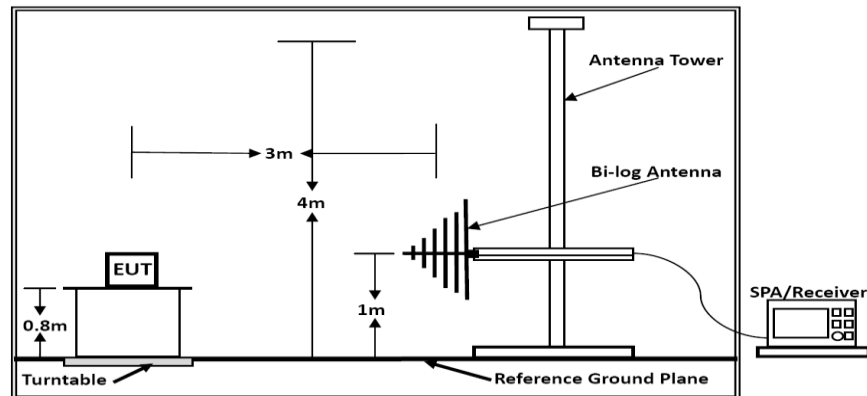 Antenna Tower
3m
Bi-log Antenna
4m
EUT
1m
0.8m
SPA/Receiver
Turntable
Reference Ground Plane